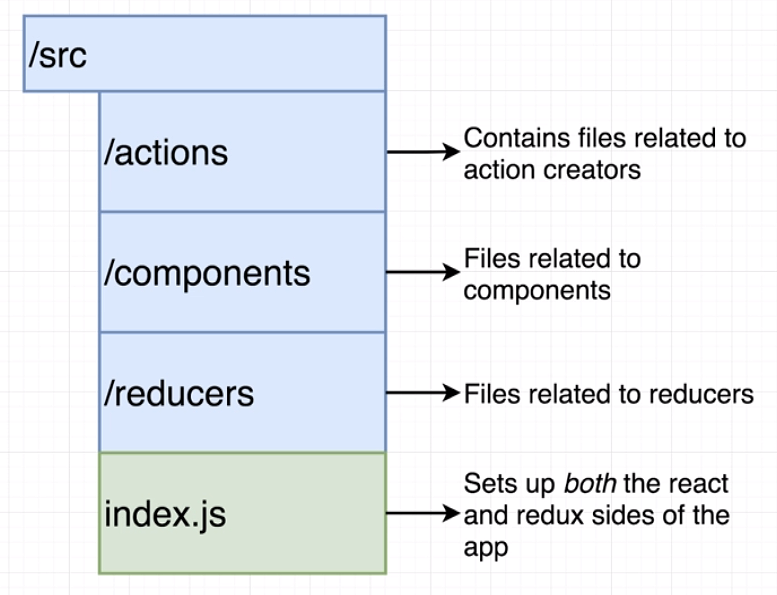 /src
/actions
Contains files related to
action creators
/components
Files related to
components
/reducers
Files related to reducers
index.js
Sets up both the react
and redux sides of the
app